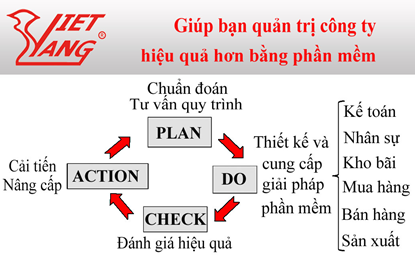 VIET
YANG
®
Giúp bạn quản trị công ty
hiệu quả hơn bằng phần mềm
Chuẩn đoán
Tư vấn quy trình
PLAN
Cải tiến
Nâng cấp
ACTION
DO
Thiết kế và
cung cấp
giải pháp
phần mềm
Kế toán
Nhân sự
Kho bãi
Mua hàng
Bán hàng
Sản xuất
CHECK
Đánh giá hiệu quả